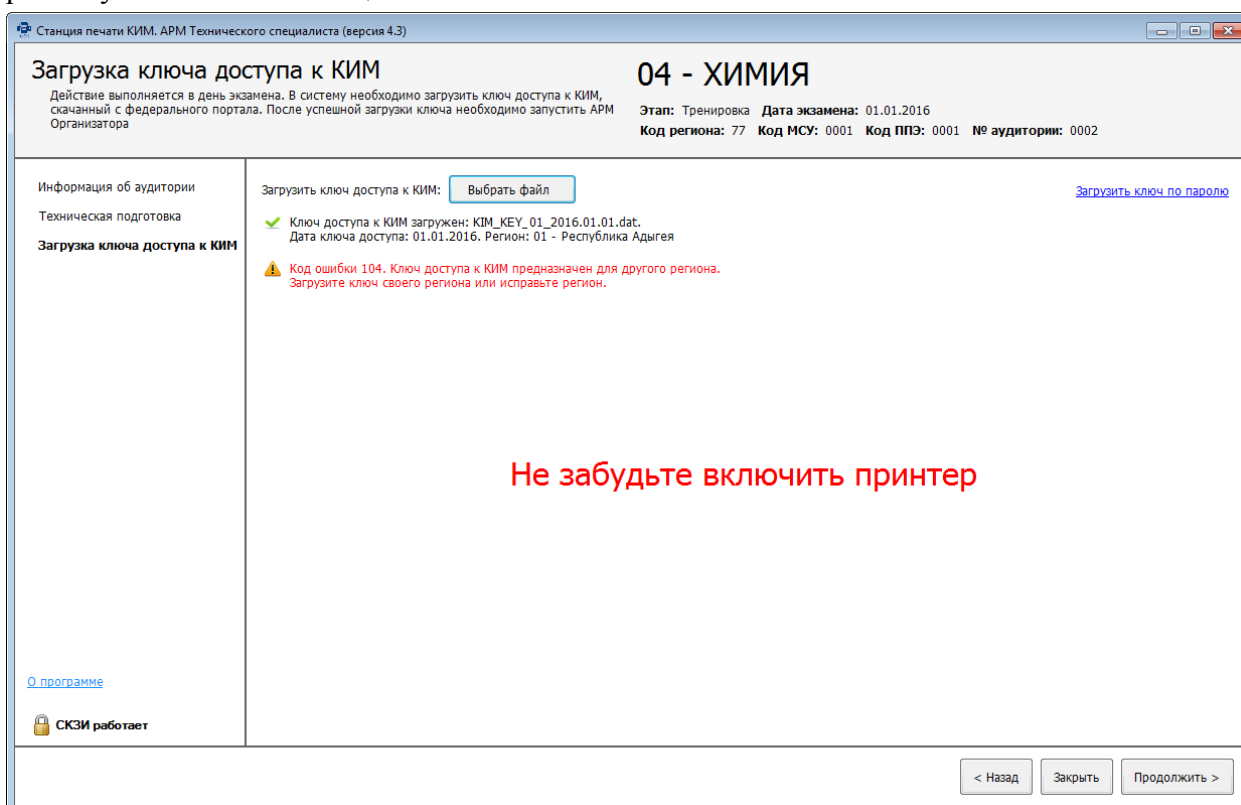 Станция печати КИМ. АРМ Технического специалиста (версия 4.3)
Загрузка ключа доступа к КИМ
Действие выполняется в день экзамена. В систему необходимо загрузить ключ доступа к КИМ,
скачанный с федерального портала. После успешной загрузки ключа необходимо запустить АРМ
Организатора
04 - ХИМИЯ
Этап: Тренировка Дата экзамена: 01.01.2016
Код региона: 77 Код МСУ: 0001 Код ППЭ: 0001 № аудитории: 0002
Информация об аудитории
Техническая подготовка
Загрузка ключа доступа к КИМ
Загрузить ключ доступа к КИМ: Выбрать файл
Загрузить ключ по паролю
Ключ доступа к КИМ загружен: KIM_KEY_01_2016.01.01.dat.
Дата ключа доступа: 01.01.2016. Регион: 01 - Республика Адыгея
Код ошибки 104. Ключ доступа к КИМ предназначен для другого региона.
Загрузите ключ своего региона или исправьте регион.
Не забудьте включить принтер
О программе
СКЗИ работает
< Назад
Закрыть
Продолжить >